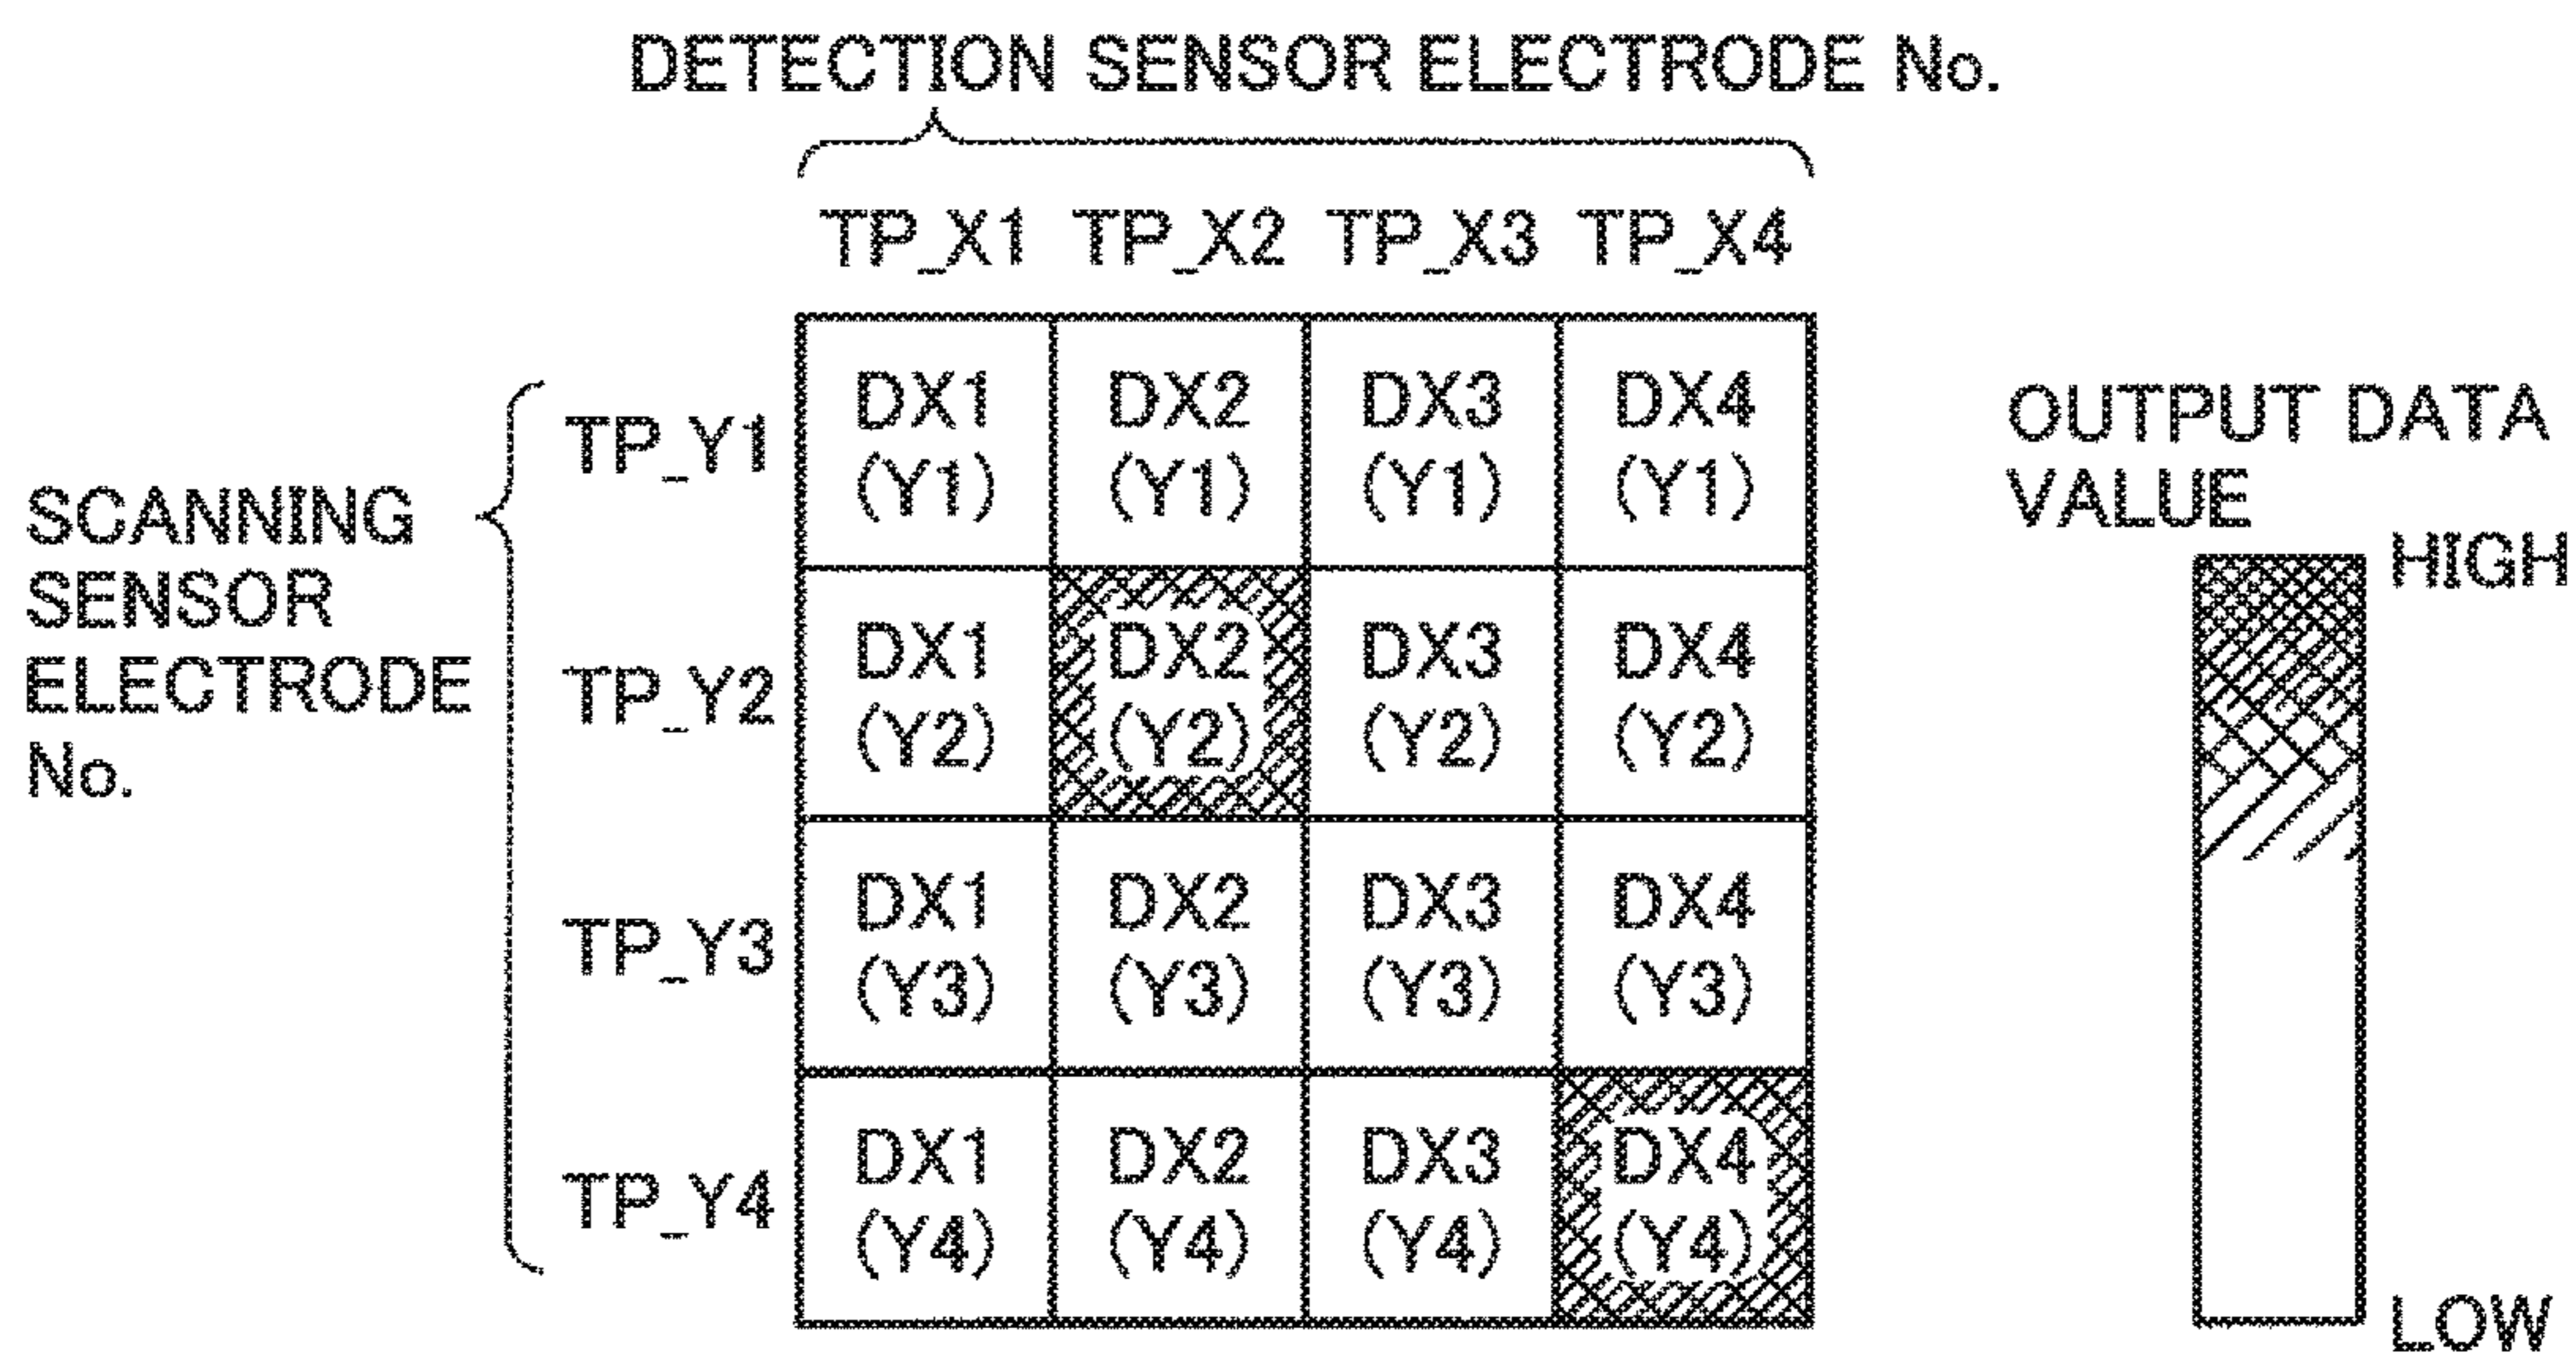 DETECTION SENSOR ELECTRODE No.
TP_X1 TP_X2 TP_X3 TP_X4
SCANNING
SENSOR
ELECTRODE
No.
TP_Y1
DX1 DX2 DX3 DX4
(Y1) (Y1) (Y1) (Y1)
TP_Y2
DX1 DX2 DX3 DX4
(Y2) (Y2) (Y2) (Y2)
TP_Y3
DX1 DX2 DX3 DX4
(Y3) (Y3) (Y3) (Y3)
TP_Y4
DX1 DX2 DX3 DX4
(Y4) (Y4) (Y4) (Y4)
OUTPUT DATA
VALUE
HIGH
LOW